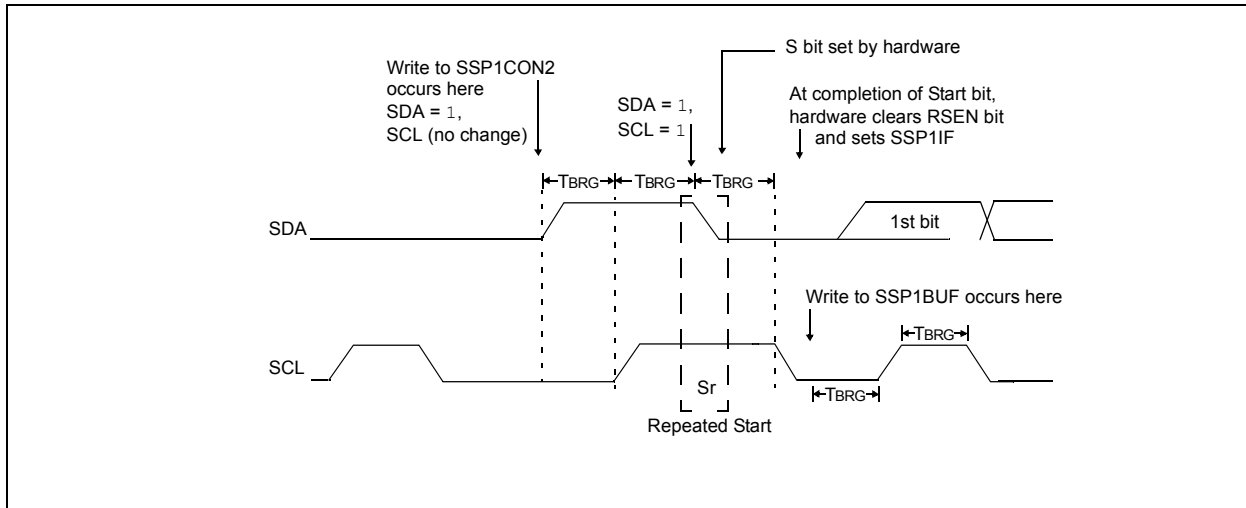 S bit set by hardware
Write to SSP1CON2
occurs here
SDA = 1,
SCL (no change)
SDA = 1,
SCL = 1
At completion of Start bit,
hardware clears RSEN bit
and sets SSP1IF
TBRG TBRG TBRG
SDA
1st bit
Write to SSP1BUF occurs here
TBRG
SCL
Sr
TBRG
Repeated Start